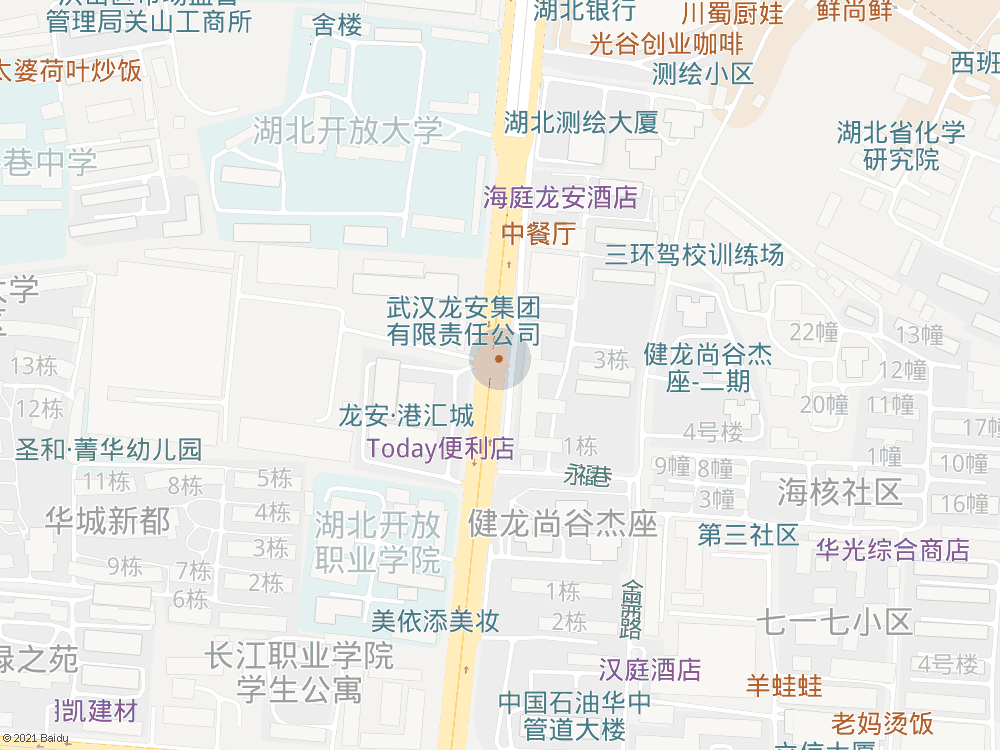 管理局关山工商所
舍楼
湖北银行
川蜀厨娃
鲜尚鲜
光谷创业咖啡
太婆荷叶炒饭
测绘小区
西班
湖北开放大学
湖北测绘大厦
湖北省化学
研究院
巷中学
海庭龙安酒店
中餐厅
三环驾校训练场
大学
武汉龙安集团
有限责任公司
22幢
13幢
13栋
3栋
健龙尚谷杰
座-二期
12幢
12栋
20幢
11幢
龙安·港汇城
4号楼
17幢
圣和·菁华幼儿园
Today便利店
1栋
1幢
永福巷
9幢
8幢
10幢
11栋
8栋
5栋
3幢
海核社区
16幢
华城新都
4栋
湖北开放
职业学院
健龙尚谷杰座
第三社区
华光综合商店
3栋
9栋
7栋
2栋
6栋
1栋
2栋
美依添美妆
七一七小区
绿之苑
长江职业学院
学生公寓
汉庭酒店
4号楼
羊蛙蛙
凯建材
中国石油华中
管道大楼
老妈烫饭
立信大厦
© 2021 Baidu